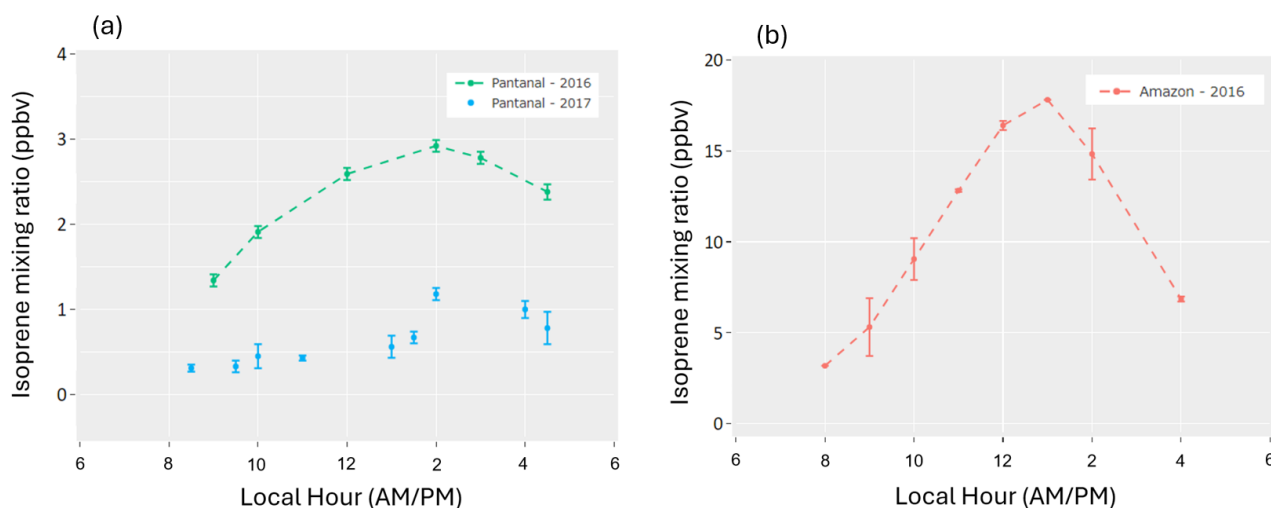 (a)
4
3
2
1
0
Isoprene mixing ratio (ppbv)
Pantanal - 2016
Pantanal - 2017
6 8 10 12 2 4 6
Local Hour (AM/PM)
(b)
20
15
10
5
0
Isoprene mixing ratio (ppbv)
Amazon - 2016
6 8 10 12 2 4 6
Local Hour (AM/PM)